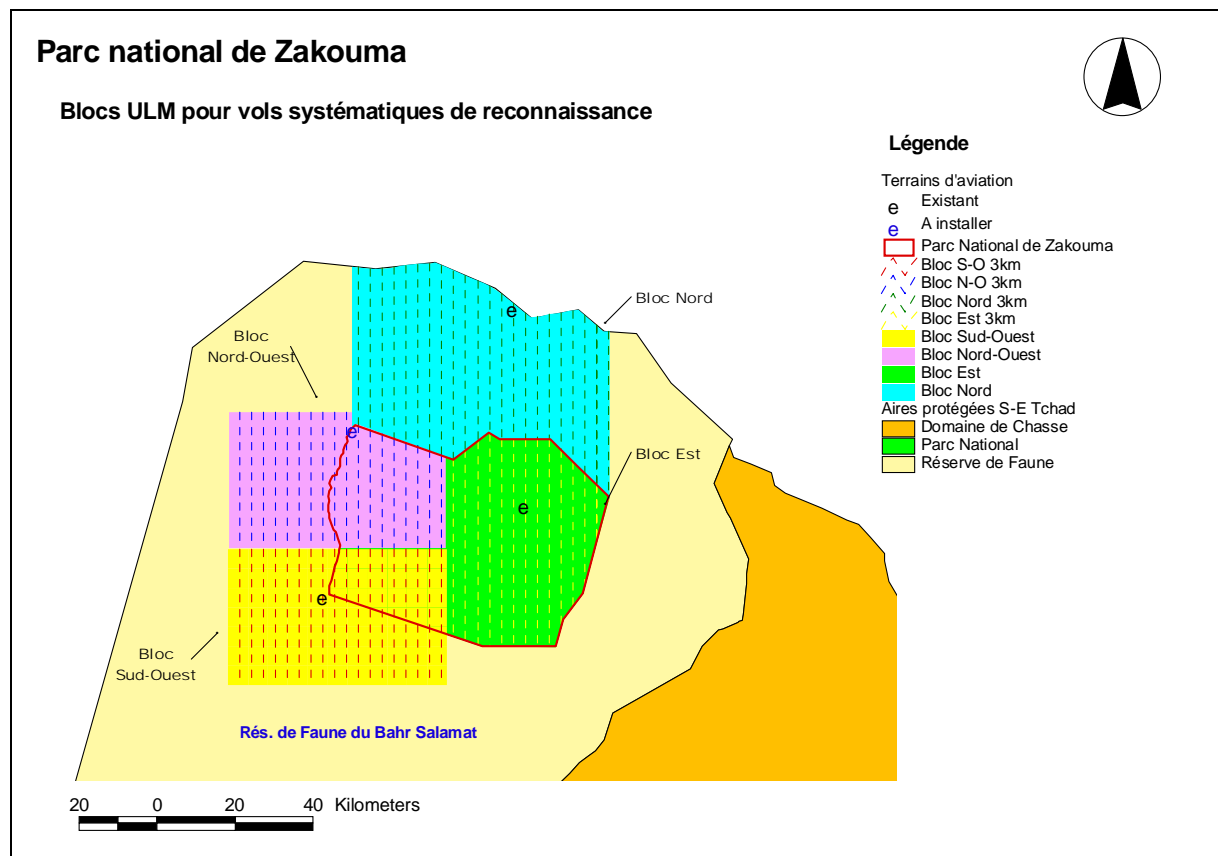 Parc national de Zakouma
Blocs ULM pour vols systématiques de reconnaissance
Légende
Terrains d'aviation
e Existant
e A installer
Parc National de Zakouma
Bloc S-O 3km
Bloc N-O 3km
Bloc Nord 3km
Bloc Est 3km
Bloc Sud-Ouest
Bloc Nord-Ouest
Bloc Est
Bloc Nord
Aires protégées S-E Tchad
Domaine de Chasse
Parc National
Réserve de Faune
Bloc Nord
e
Bloc
Nord-Ouest
e
Bloc Est
e
e
Bloc
Sud-Ouest
Rés. de Faune du Bahr Salamat
20 0 20 40 Kilometers